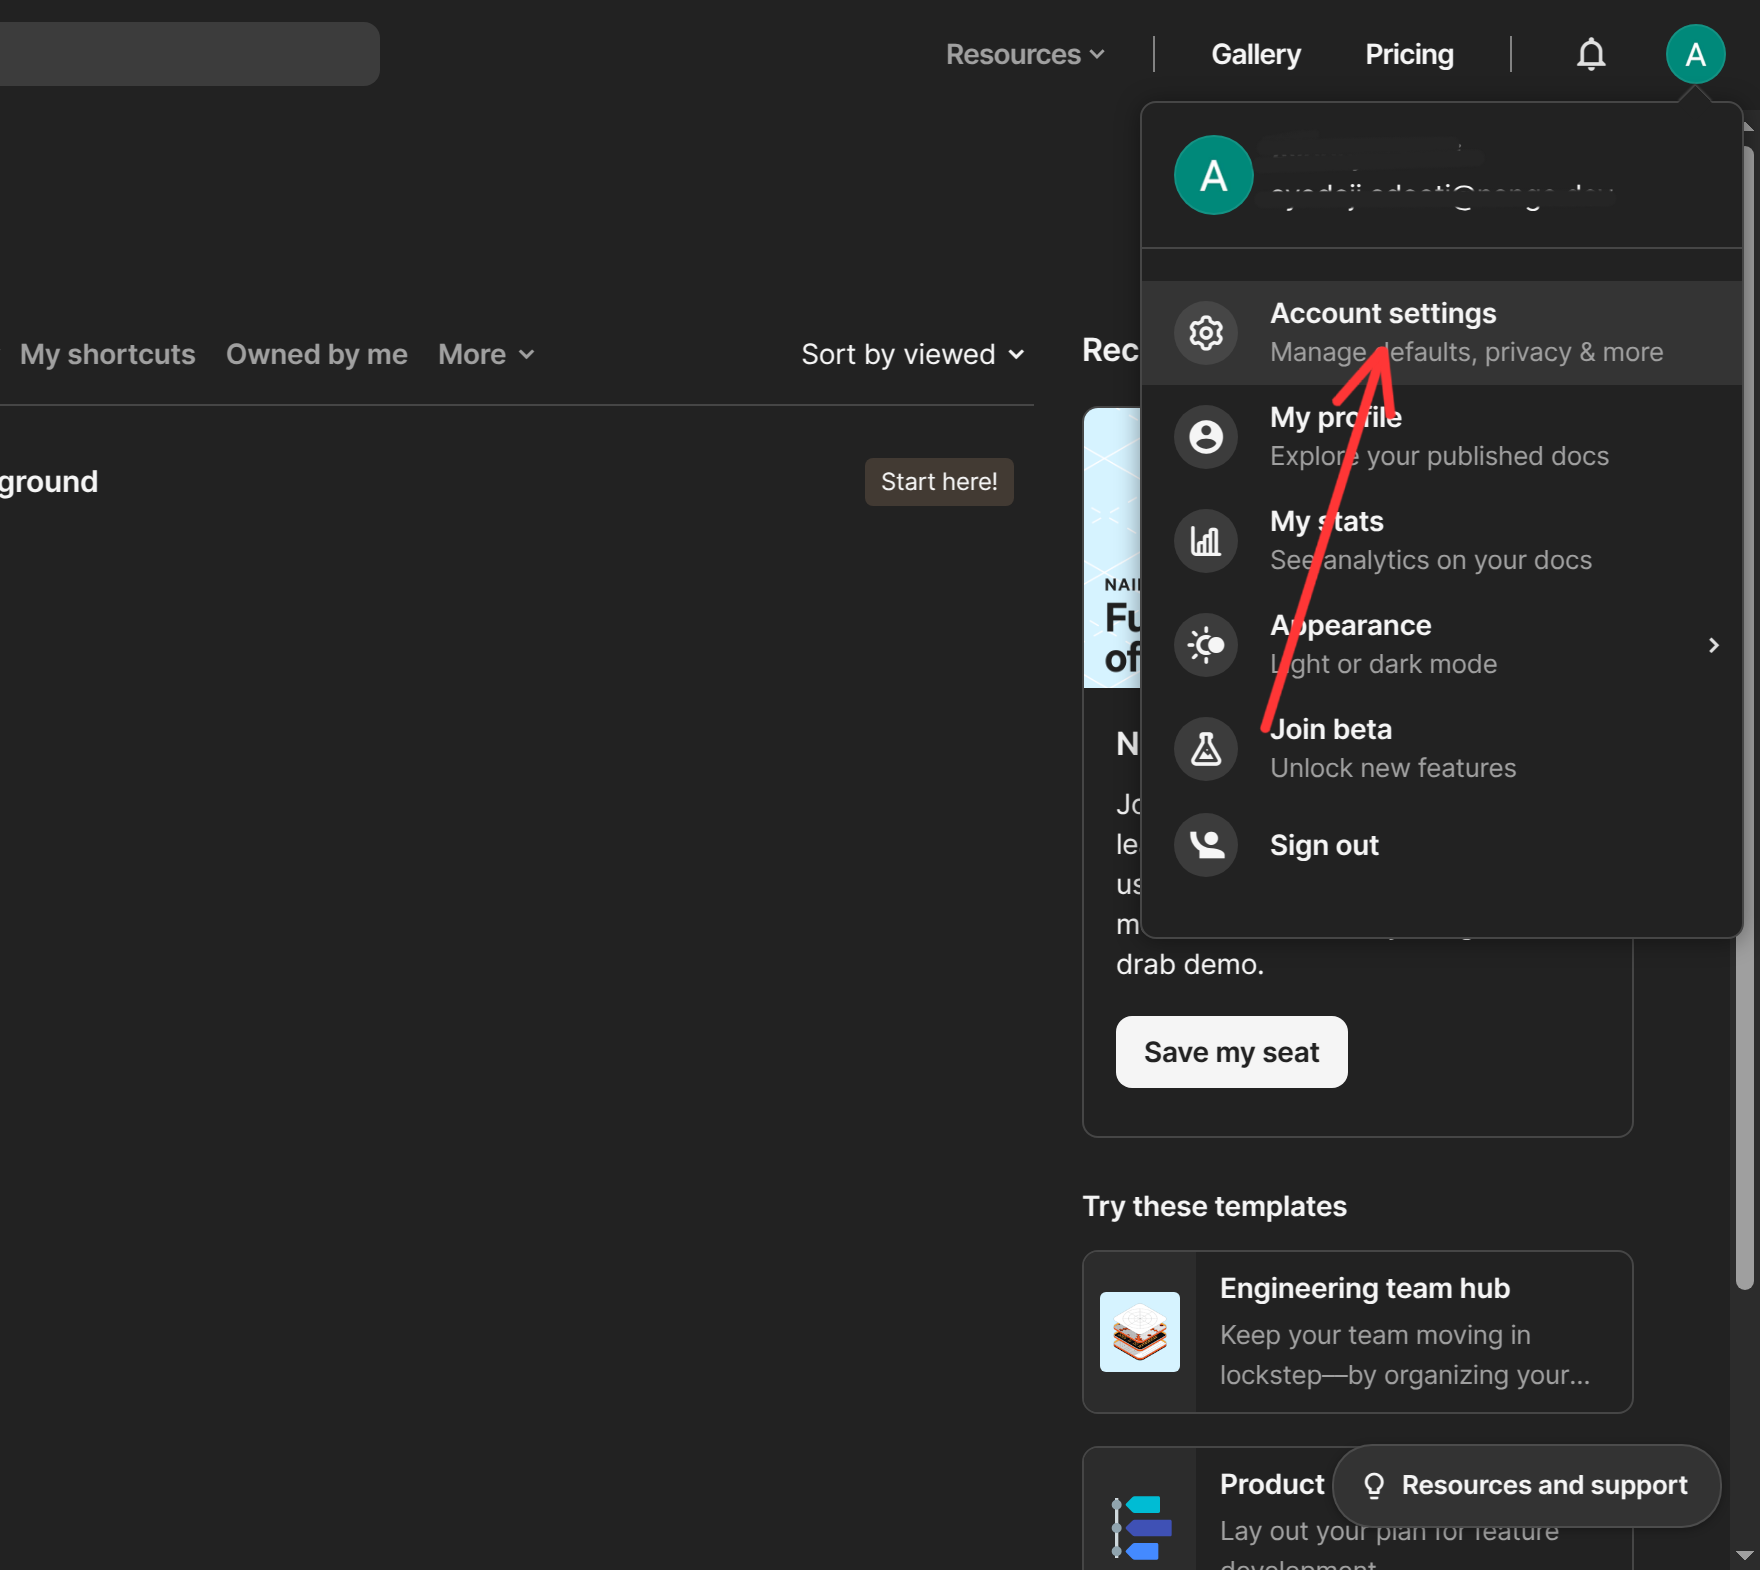 Resources
Gallery
Pricing
A
A
Account settings
Manage defaults, privacy & more
My profile
Explore your published docs
My stats
See analytics on your docs
Appearance
Light or dark mode
Join beta
Unlock new features
Sign out
My shortcuts
Owned by me
More
Sort by viewed
Rec
ground
Start here!
NAI
Fu
of
N
Jo
le
us
m
drab demo.
Save my seat
Try these templates
Engineering team hub
Keep your team moving in
lockstep—by organizing your...
Product
Lay out your plan for feature
development
Resources and support